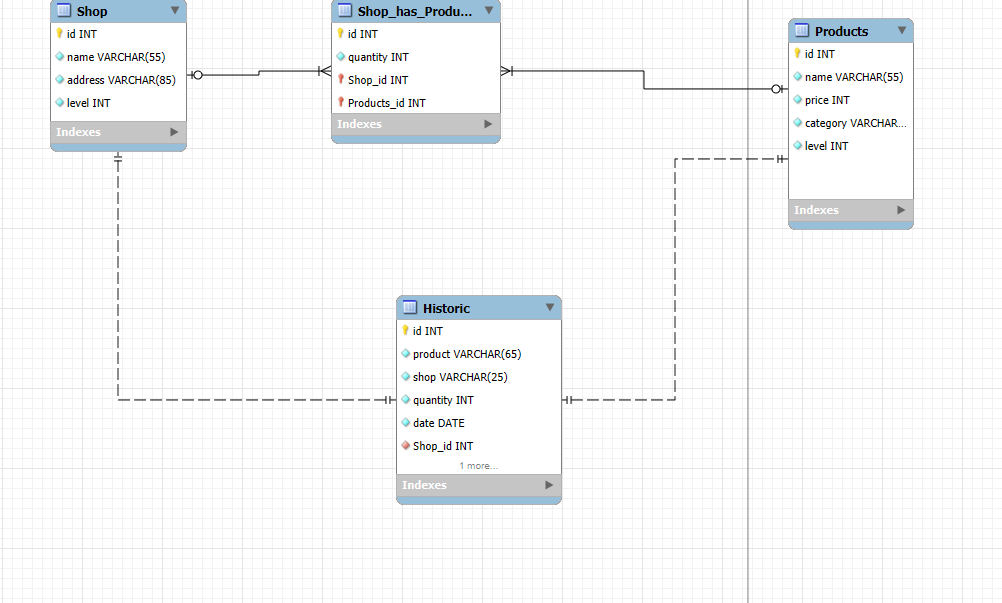 Shop
id INT
name VARCHAR(55)
address VARCHAR(85)
level INT
Indexes
Shop_has_Produ...
id INT
quantity INT
Shop_id INT
Products_id INT
Indexes
Products
id INT
name VARCHAR(55)
price INT
category VARCHAR...
level INT
Indexes
Historic
id INT
product VARCHAR(65)
shop VARCHAR(25)
quantity INT
date DATE
Shop_id INT
1 more...
Indexes